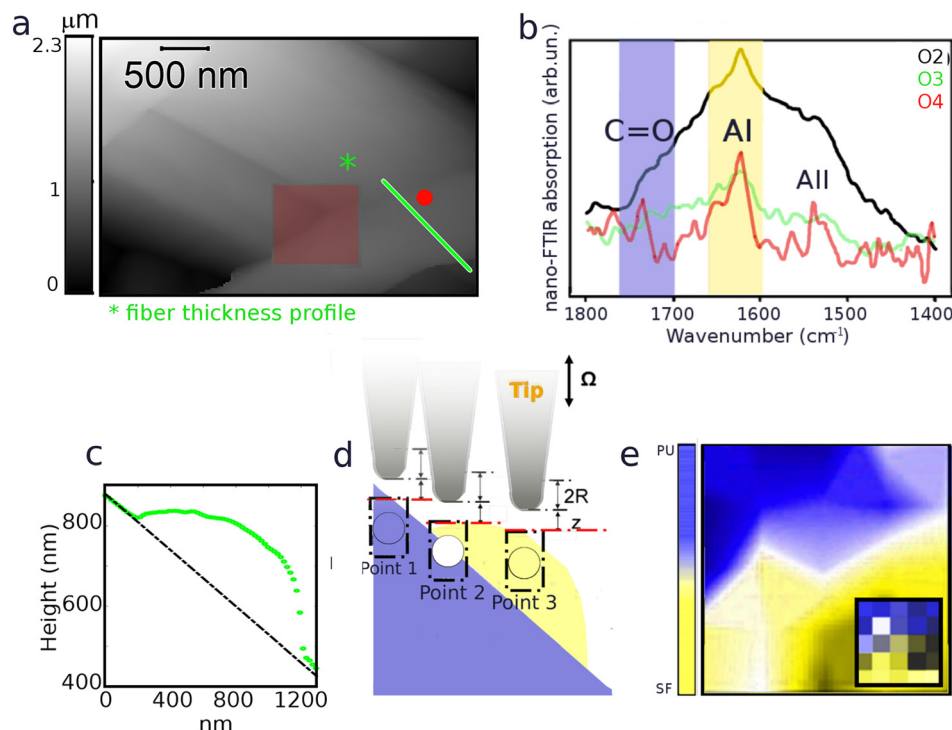 a
μm
2.3
1
0
500 nm
*
* fiber thickness profile
b
nano-FTIR absorption (arb.un.)
C=O
AI
AII
O2
O3
O4
1800
1700
1600
1500
1400
Wavenumber (cm-1)
c
Height (nm)
800
600
400
0
400
800
1200
nm
d
Tip
Ω
2R
z
Point 1
Point 2
Point 3
e
PU
SF